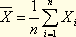 X̄ = 1/n ∑_{i=1}^{n} X_i